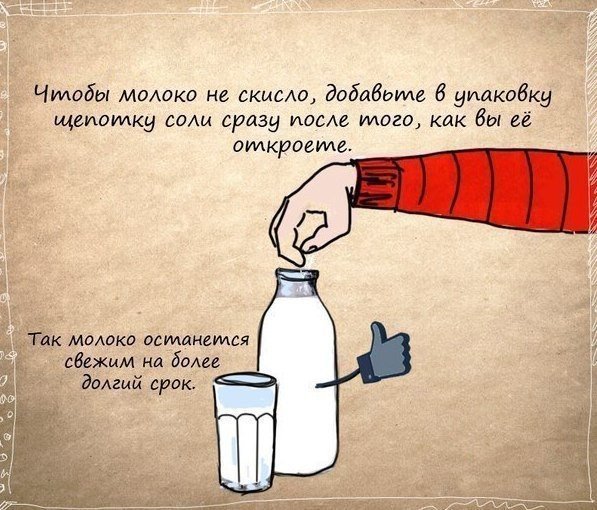 Чтобы молоко не скисло, добавьте в упаковку
щепотку соли сразу после того, как вы её
откроете.
Так молоко останется
свежим на более
долгий срок.